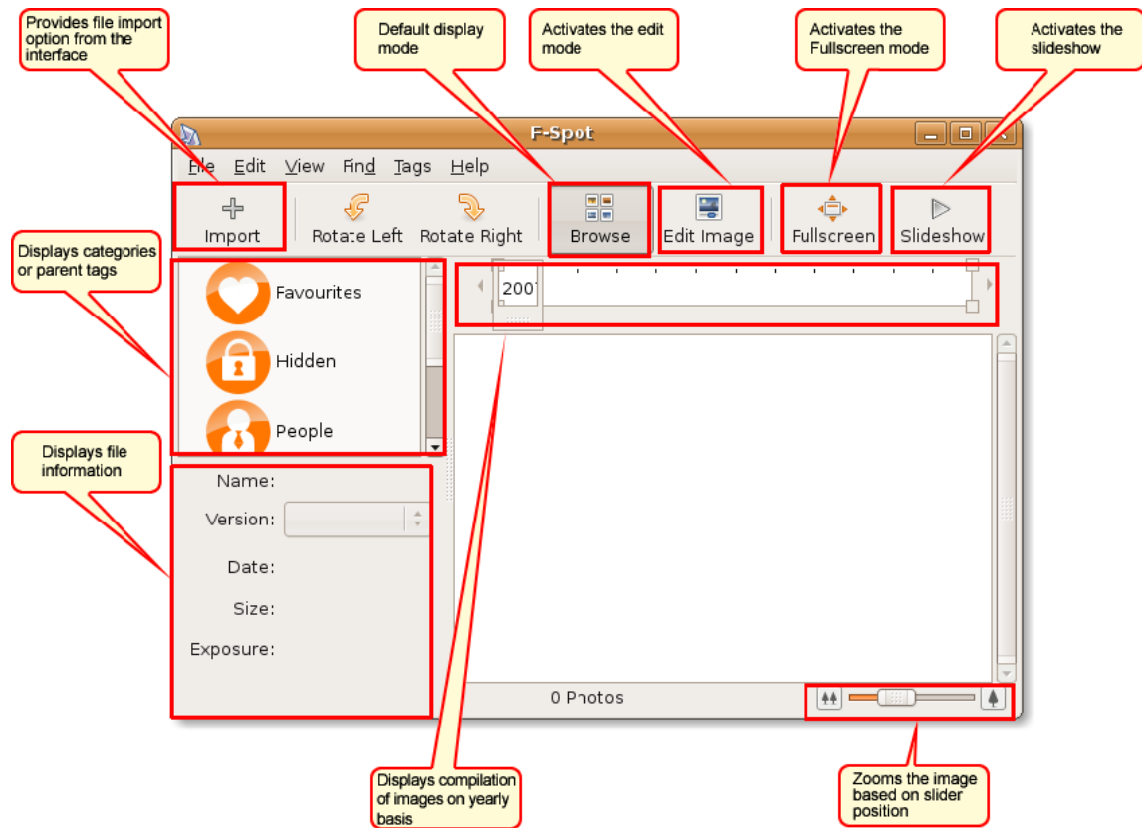 Provides file import
option from the
interface
Default display
mode
Activates the edit
mode
Activates the
Fullscreen mode
Activates the
slideshow
F-Spot
File Edit View Find Tags Help
Import Rotate Left Rotate Right Browse Edit Image Fullscreen Slideshow
Displays categories
or parent tags
Favourites
2007
Hidden
People
Displays file
information
Name:
Version:
Date:
Size:
Exposure:
0 Photos
Displays compilation
of images on yearly
basis
Zooms the image
based on slider
position